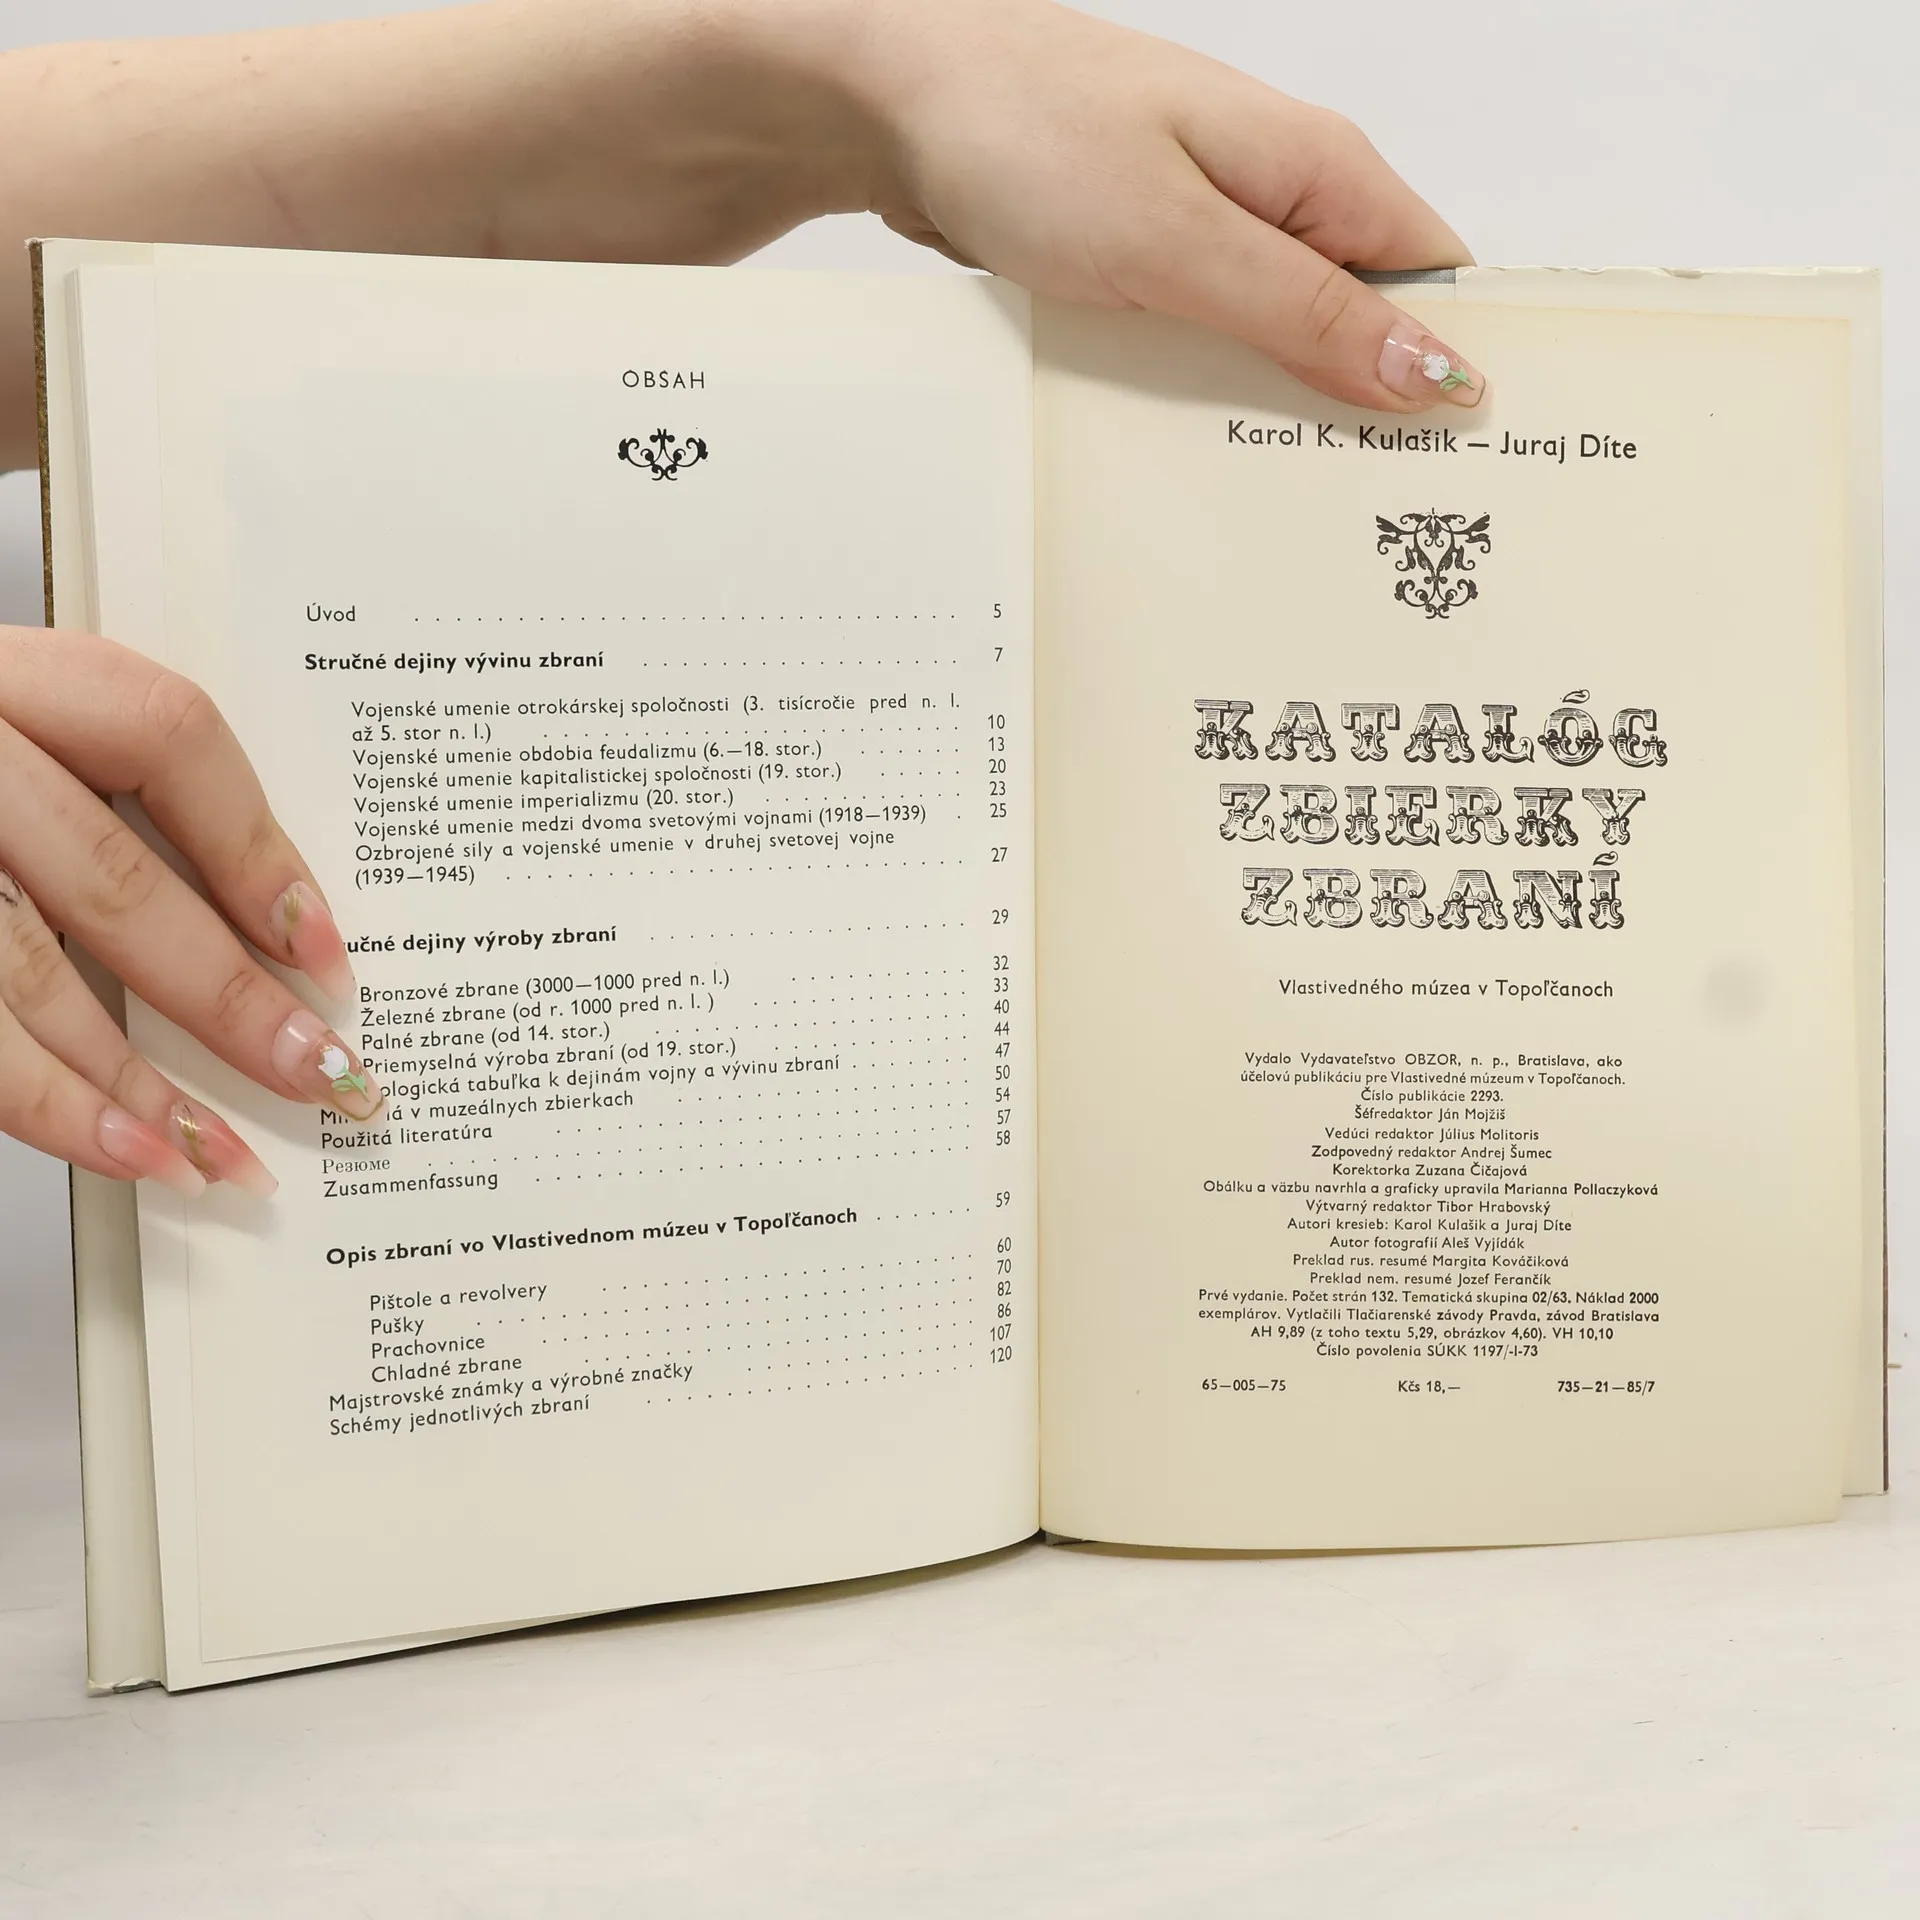 OBSAH
Úvod . . . . . . . . . . . . . . . . . . . . 5
Stručné dejiny vývinu zbraní . . . . . . . . . . . . 7
Vojenské umenie otrokárskej spoločnosti (3. tisícročie pred n. l.
až 5. stor n. l.) . . . . . . . . . . . . . . . . 10
Vojenské umenie obdobia feudalizmu (6.—18. stor.) . . . . . . 13
Vojenské umenie kapitalistickej spoločnosti (19. stor.) . . . . . 20
Vojenské umenie imperializmu (20. stor.) . . . . . . . . . 23
Vojenské umenie medzi dvoma svetovými vojnami (1918—1939) . 25
Ozbrojené sily a vojenské umenie v druhej svetovej vojne
(1939—1945) . . . . . . . . . . . . . . . . . 27
učné dejiny výroby zbraní . . . . . . . . . . . . 29
Bronzové zbrane (3000—1000 pred n. l.) . . . . . . . 32
Železné zbrane (od r. 1000 pred n. l. ) . . . . . . . . 33
Palné zbrane (od 14. stor.) . . . . . . . . . . . . 40
Priemyselná výroba zbraní (od 19. stor.) . . . . . . . . 44
ologická tabuľka k dejinám vojny a vývinu zbraní . . . . . . 47
á v muzeálnych zbierkach . . . . . . . . . . . 50
Použitá literatúra . . . . . . . . . . . . . . . . 54
Резюме . . . . . . . . . . . . . . . . . . . . 57
Zusammenfassung . . . . . . . . . . . . . . . . 58
Opis zbraní vo Vlastivednom múzeu v Topoľčanoch . . . . . . 59
Pištole a revolvery . . . . . . . . . . . . . . 60
Pušky . . . . . . . . . . . . . . . . . . . 70
Prachovnice . . . . . . . . . . . . . . . . . 82
Chladné zbrane . . . . . . . . . . . . . . . 86
Majstrovské známky a výrobné značky . . . . . . . . . 107
Schémy jednotlivých zbraní . . . . . . . . . . . . 120
Karol K. Kulašik — Juraj Díte
KATALÓG
ZBIERKY
ZBRANÍ
Vlastivedného múzea v Topoľčanoch
Vydalo Vydavateľstvo OBZOR, n. p., Bratislava, ako
účelovú publikáciu pre Vlastivedné múzeum v Topoľčanoch.
Číslo publikácie 2293.
Šéfredaktor Ján Mojžiš
Vedúci redaktor Július Molitoris
Zodpovedný redaktor Andrej Šumec
Korektorka Zuzana Čičajová
Obálku a väzbu navrhla a graficky upravila Marianna Pollaczyková
Výtvarný redaktor Tibor Hrabovský
Autori kresieb: Karol Kulašik a Juraj Díte
Autor fotografií Aleš Vyjídák
Preklad rus. resumé Margita Kováčiková
Preklad nem. resumé Jozef Ferančík
Prvé vydanie. Počet strán 132. Tematická skupina 02/63. Náklad 2000
exemplárov. Vytlačili Tlačiarenské závody Pravda, závod Bratislava
AH 9,89 (z toho textu 5,29, obrázkov 4,60). VH 10,10
Číslo povolenia SÚKK 1197/-I-73
65—005—75 Kčs 18,— 735—21—85/7